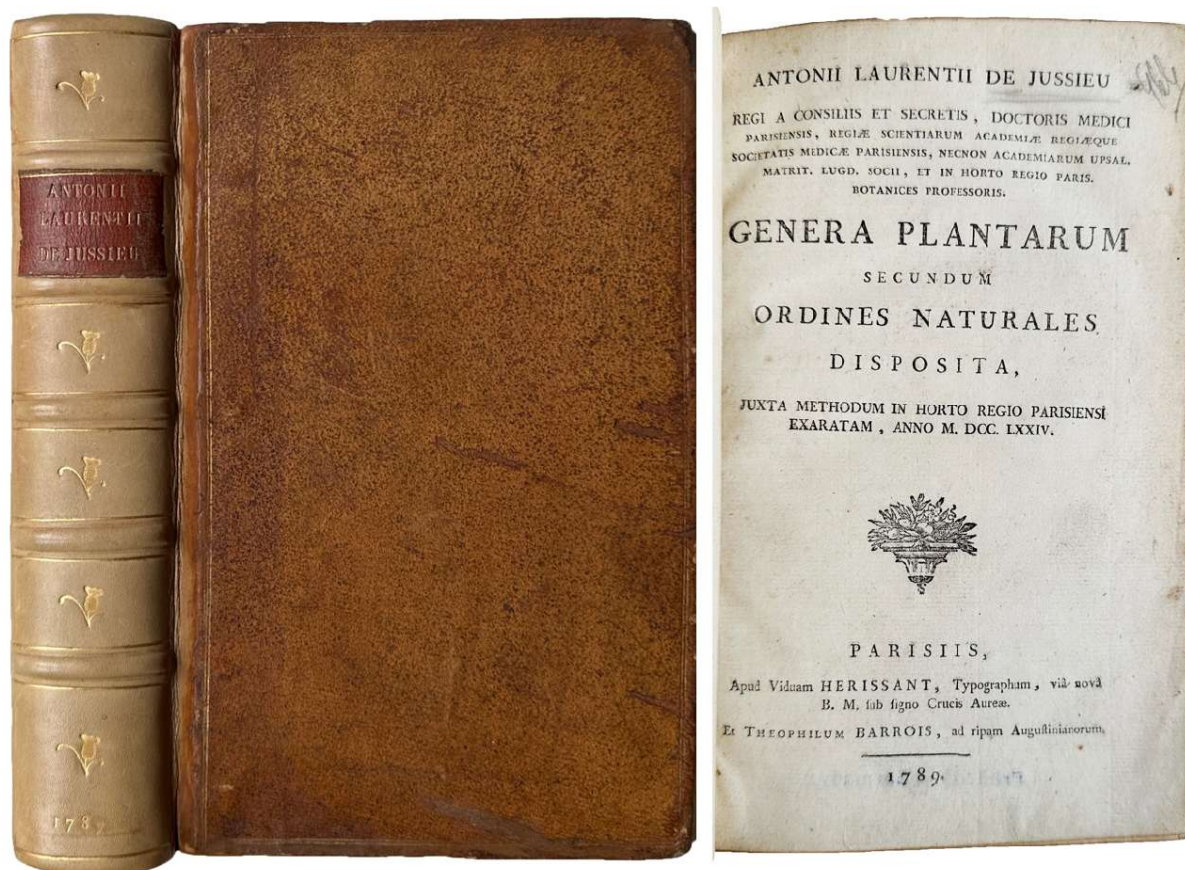 ANTONII
LAURENTII
DE JUSSIEU
ANTONII LAURENTII DE JUSSIEU
REGI A CONSILIIS ET SECRETIS, DOCTORIS MEDICI
PARISIENSIS, REGIÆ SCIENTIARUM ACADEMIÆ REGIÆQUE
SOCIETATIS MEDICÆ PARISIENSIS, NECNON ACADEMIARUM UPSAL.
MATRIT. LUGD. SOCII, ET IN HORTO REGIO PARIS.
BOTANICES PROFESSORIS.
GENERA PLANTARUM
SECUNDUM
ORDINES NATURALES
DISPOSITA,
JUXTA METHODUM IN HORTO REGIO PARISIENSI
EXARATAM, ANNO M. DCC. LXXIV.
PARISIIS,
Apud Viduam HERISSANT, Typographum, viâ novâ
B. M. ſub ſigno Crucis Aureæ.
Et THEOPHILUM BARROIS, ad ripam Auguſtinianorum.
1789.